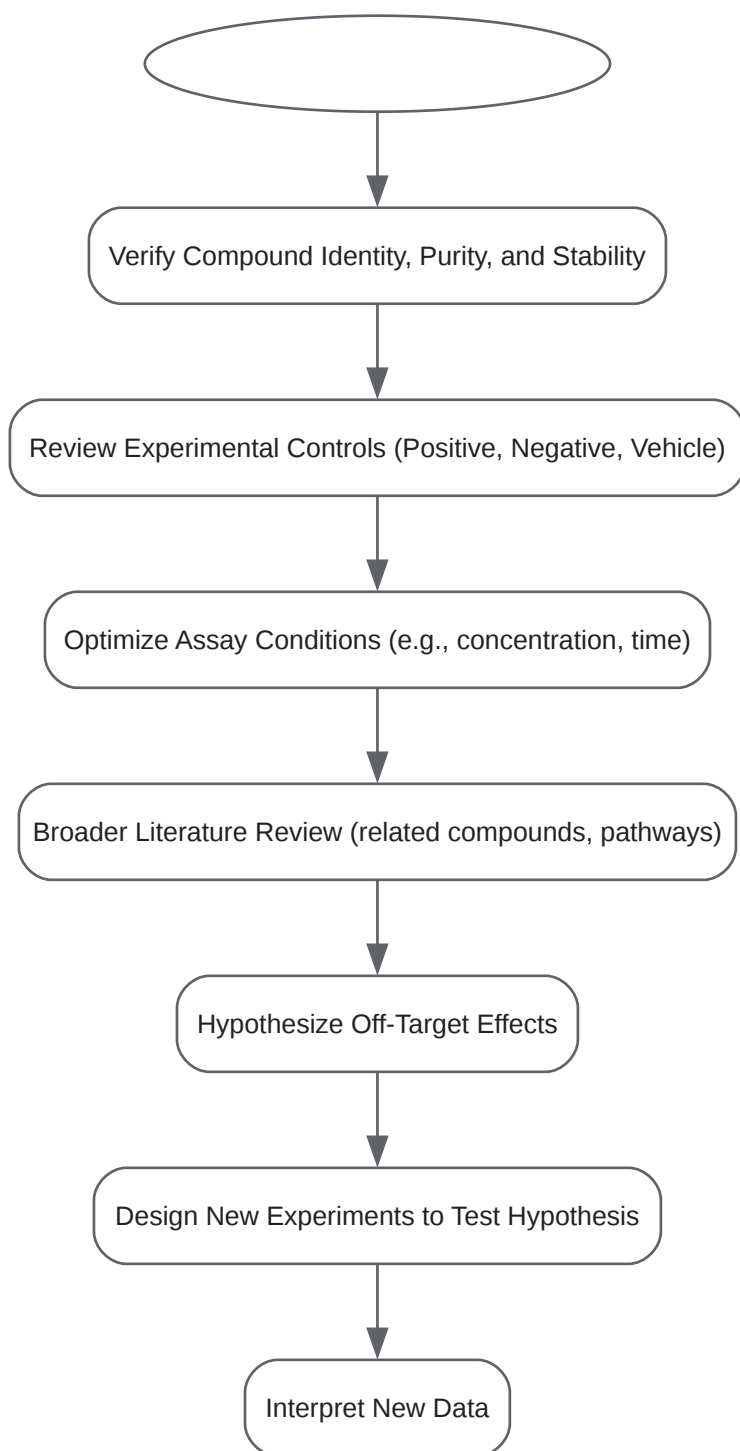 Verify Compound Identity, Purity, and Stability
Review Experimental Controls (Positive, Negative, Vehicle)
Optimize Assay Conditions (e.g., concentration, time)
Broader Literature Review (related compounds, pathways)
Hypothesize Off-Target Effects
Design New Experiments to Test Hypothesis
Interpret New Data